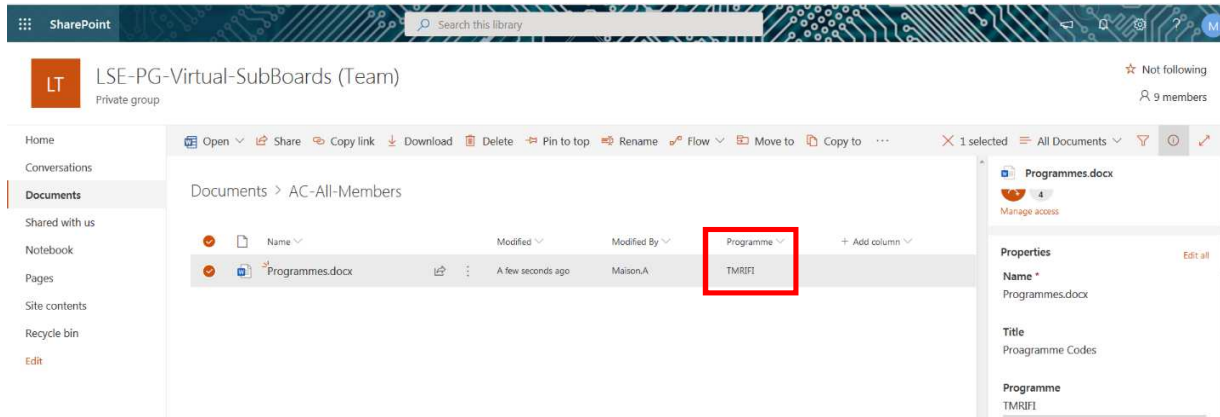 SharePoint
Search this library
?
M
LT
LSE-PG-Virtual-SubBoards (Team)
Private group
Not following
9 members
Home
Conversations
Documents
Shared with us
Notebook
Pages
Site contents
Recycle bin
Edit
Open Share Copy link Download Delete Pin to top Rename Flow Move to Copy to ··· 1 selected All Documents
Documents > AC-All-Members
Name Modified Modified By Programme + Add column
Programmes.docx A few seconds ago Maison.A TMRIFI
Programmes.docx
4
Manage access
Properties Edit all
Name *
Programmes.docx
Title
Proagramme Codes
Programme
TMRIFI